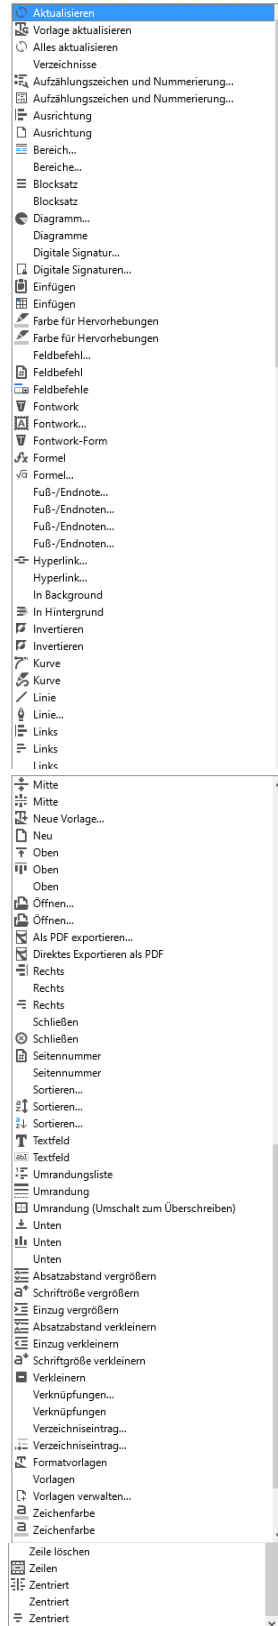 Aktualisieren
Vorlage aktualisieren
Alles aktualisieren
Verzeichnisse
Aufzählungszeichen und Nummerierung...
Aufzählungszeichen und Nummerierung...
Ausrichtung
Ausrichtung
Bereich...
Bereiche...
Blocksatz
Blocksatz
Diagramm...
Diagramme
Digitale Signatur...
Digitale Signaturen...
Einfügen
Einfügen
Farbe für Hervorhebungen
Farbe für Hervorhebungen
Feldbefehl...
Feldbefehl
Feldbefehle
Fontwork
Fontwork...
Fontwork-Form
Formel
Formel...
Fuß-/Endnote...
Fuß-/Endnoten...
Fuß-/Endnoten...
Fuß-/Endnoten...
Hyperlink...
Hyperlink...
In Background
In Hintergrund
Invertieren
Invertieren
Kurve
Kurve
Linie
Linie...
Links
Links
Links
Mitte
Mitte
Neue Vorlage...
Neu
Oben
Oben
Oben
Öffnen...
Öffnen...
Als PDF exportieren...
Direktes Exportieren als PDF
Rechts
Rechts
Rechts
Schließen
Schließen
Seitennummer
Seitennummer
Sortieren...
Sortieren...
Sortieren...
Textfeld
Textfeld
Umrandungsliste
Umrandung
Umrandung (Umschalt zum Überschreiben)
Unten
Unten
Unten
Absatzabstand vergrößern
Schriftröße vergrößern
Einzug vergrößern
Absatzabstand verkleinern
Einzug verkleinern
Schriftgröße verkleinern
Verkleinern
Verknüpfungen...
Verknüpfungen
Verzeichniseintrag...
Verzeichniseintrag...
Formatvorlagen
Vorlagen
Vorlagen verwalten...
Zeichenfarbe
Zeichenfarbe
Zeile löschen
Zeilen
Zentriert
Zentriert
Zentriert